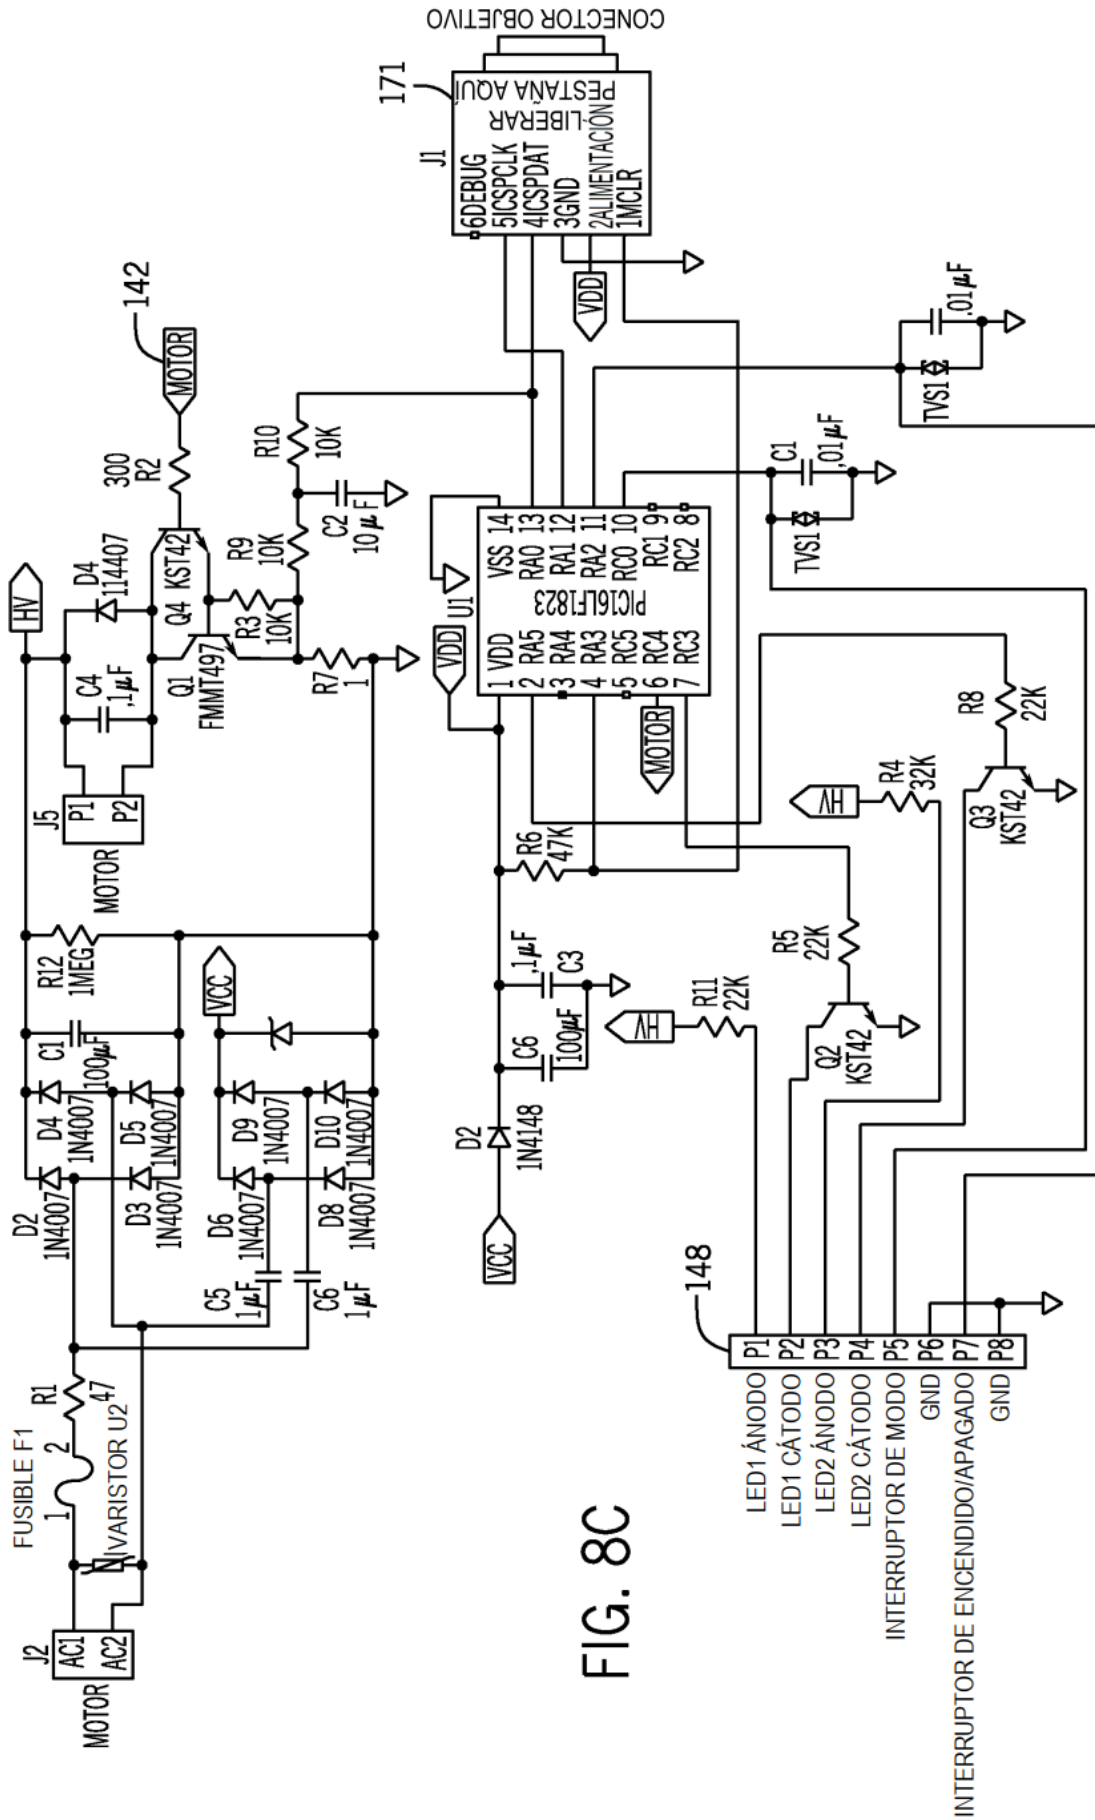 FIG. 8C
J2
AC1
AC2
MOTOR
FUSIBLE F1
1
2
VARISTOR U2
R1
47
D2
1N4007
D4
1N4007
D3
1N4007
D5
1N4007
C1
100µF
R12
1MEG
D6
1N4007
D9
1N4007
D8
1N4007
D10
1N4007
C5
1µF
C6
1µF
VCC
J5
P1
P2
MOTOR
HV
C4
,1µF
D4
114407
Q1
FMMT497
Q4
KST42
300
R2
MOTOR
142
R3
10K
R7
1
R9
10K
R10
10K
C2
10µF
VCC
D2
1N4148
C6
100µF
,1µF
C3
R6
47K
VDD
U1
PIC16LF1823
1 VDD
2 RA5
3 RA4
4 RA3
5 RC5
6 RC4
7 RC3
VSS 14
RA0 13
RA1 12
RA2 11
RC0 10
RC1 9
RC2 8
MOTOR
171
J1
6DEBUG
5ICSPCLK
4ICSPDAT
3GND
2ALIMENTACIÓN
1MCLR
LIBERAR
PESTAÑA AQUÍ
CONECTOR OBJETIVO
VDD
TVS1
C1
,01µF
TVS1
,01µF
HV
R11
22K
R5
22K
Q2
KST42
HV
R4
32K
R8
22K
Q3
KST42
148
P1
P2
P3
P4
P5
P6
P7
P8
LED1 ÁNODO
LED1 CÁTODO
LED2 ÁNODO
LED2 CÁTODO
INTERRUPTOR DE MODO
GND
INTERRUPTOR DE ENCENDIDO/APAGADO
GND